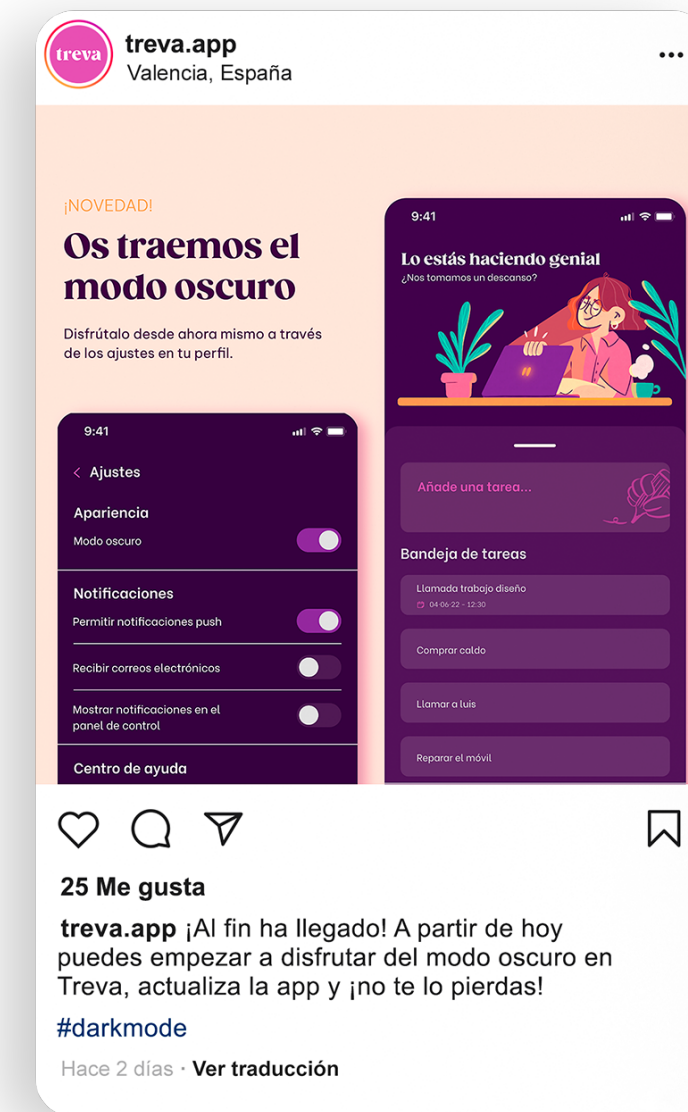 treva
treva.app
Valencia, España
¡NOVEDAD!
Os traemos el
modo oscuro
Disfrútalo desde ahora mismo a través
de los ajustes en tu perfil.
9:41
Ajustes
Apariencia
Modo oscuro
Notificaciones
Permitir notificaciones push
Recibir correos electrónicos
Mostrar notificaciones en el
panel de control
Centro de ayuda
9:41
Lo estás haciendo genial
¿Nos tomamos un descanso?
Añade una tarea...
Bandeja de tareas
Llamada trabajo diseño
04·06·22 - 12:30
Comprar caldo
Llamar a luis
Reparar el móvil
25 Me gusta
treva.app ¡Al fin ha llegado! A partir de hoy
puedes empezar a disfrutar del modo oscuro en
Treva, actualiza la app y ¡no te lo pierdas!
#darkmode
Hace 2 días · Ver traducción